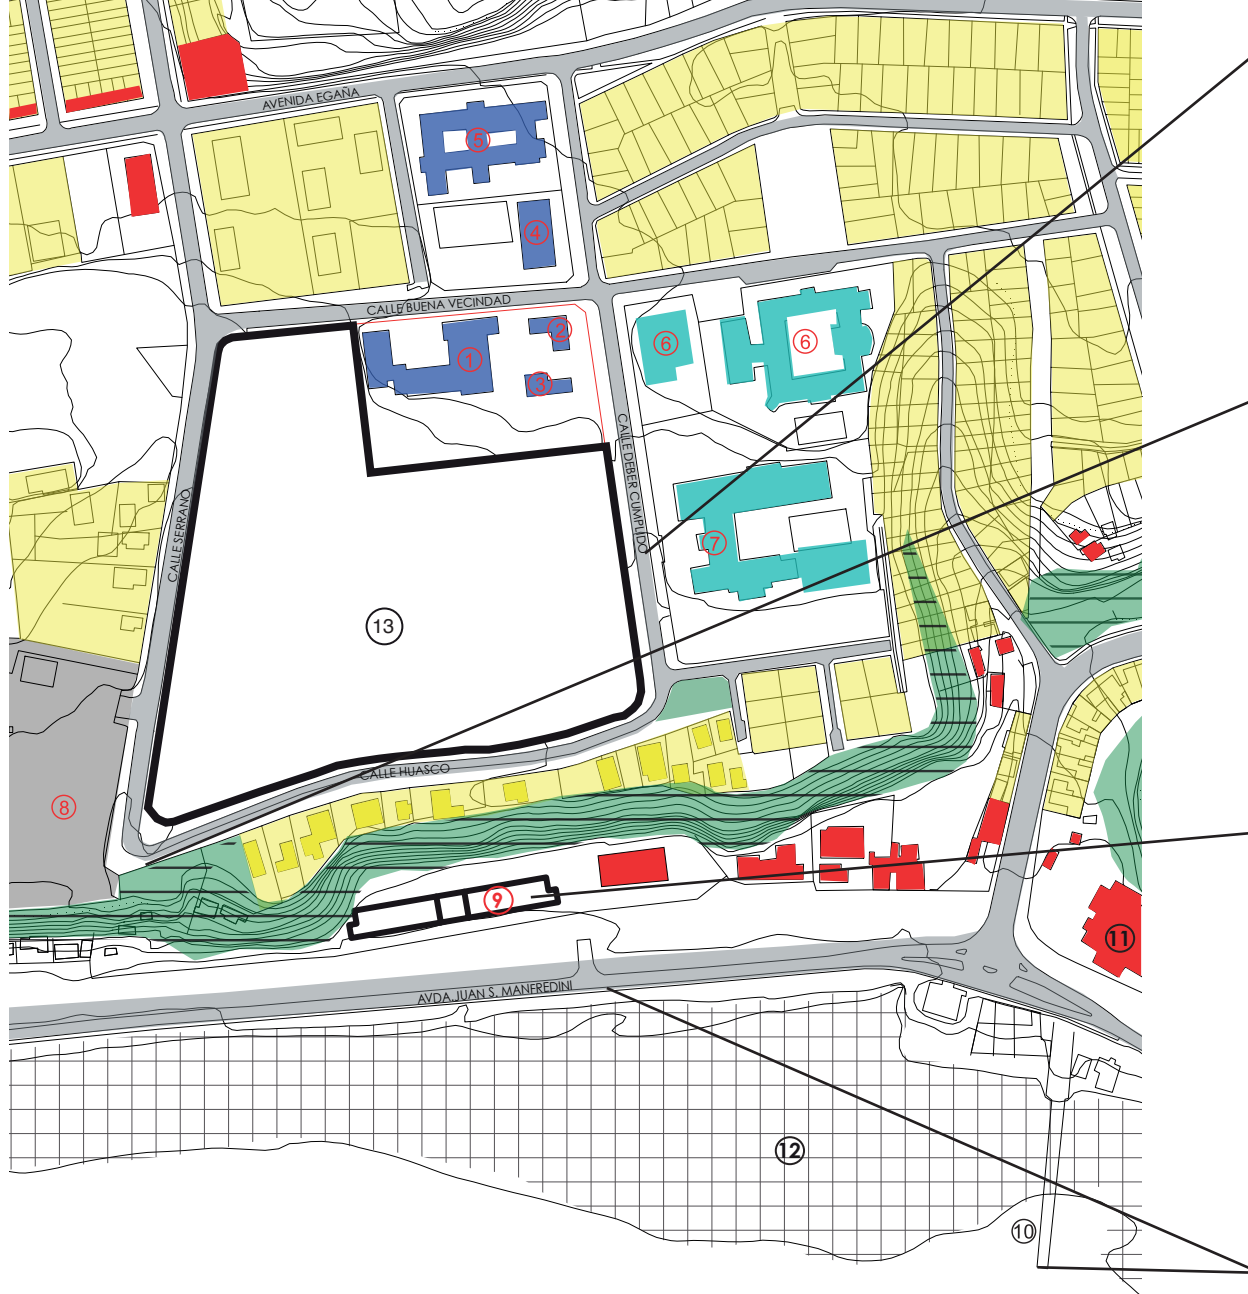 AVENIDA EGAÑA
5
4
CALLE BUENA VECINDAD
2
1
3
6
6
CALLE DEBER CUMPLIDO
CALLE SERRANO
7
13
CALLE HUASCO
8
9
11
AVDA. JUAN S. MANFREDINI
12
10